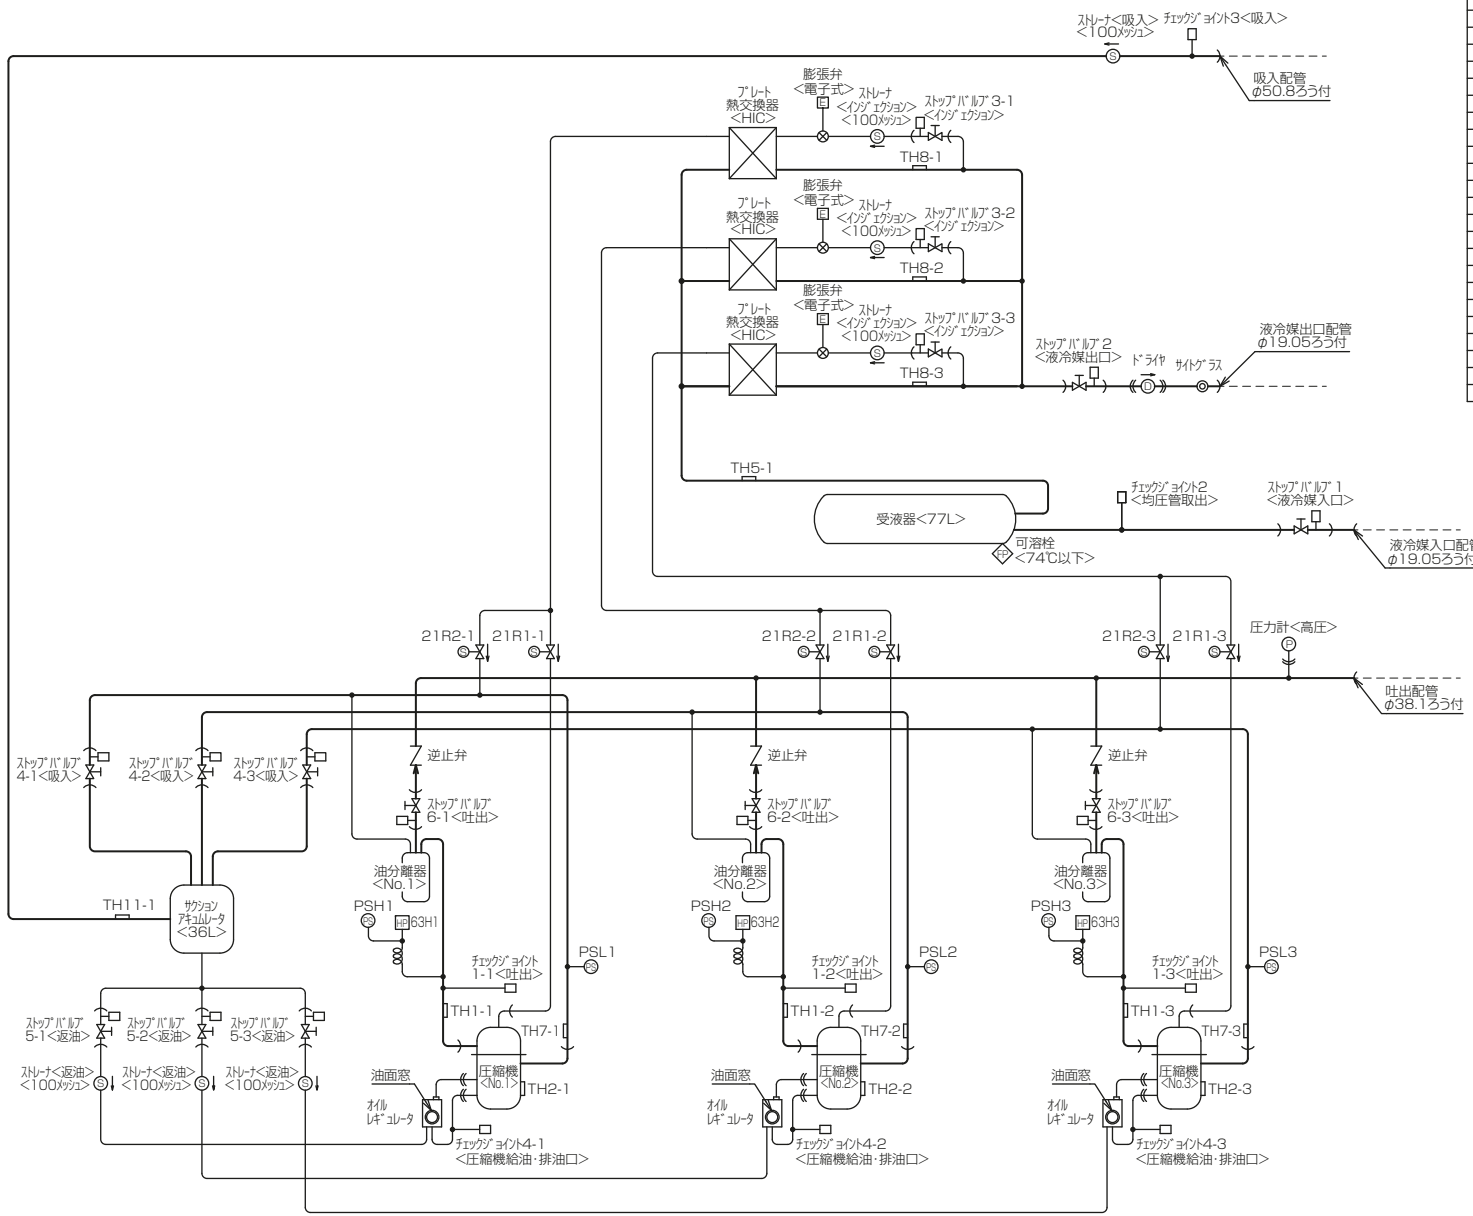 ストレーナ<吸入>
<100メッシュ>
チェックジョイント3<吸入>
吸入配管
φ50.8ろう付
プレート
熱交換器
<HIC>
膨張弁
<電子式>
E
ストレーナ
<インジェクション>
<100メッシュ>
ストップバルブ3-1
<インジェクション>
S
TH8-1
プレート
熱交換器
<HIC>
膨張弁
<電子式>
E
ストレーナ
<インジェクション>
<100メッシュ>
ストップバルブ3-2
<インジェクション>
S
TH8-2
プレート
熱交換器
<HIC>
膨張弁
<電子式>
E
ストレーナ
<インジェクション>
<100メッシュ>
ストップバルブ3-3
<インジェクション>
S
TH8-3
ストップバルブ2
<液冷媒出口>
ドライヤ
D
サイトグラス
液冷媒出口配管
φ19.05ろう付
TH5-1
受液器<77L>
FP
可溶栓
<74℃以下>
チェックジョイント2
<均圧管取出>
ストップバルブ1
<液冷媒入口>
液冷媒入口配管
φ19.05ろう付
21R2-1
21R1-1
21R2-2
21R1-2
21R2-3
21R1-3
S
S
S
S
S
S
圧力計<高圧>
P
吐出配管
φ38.1ろう付
ストップバルブ
4-1<吸入>
ストップバルブ
4-2<吸入>
ストップバルブ
4-3<吸入>
逆止弁
逆止弁
逆止弁
ストップバルブ
6-1<吐出>
ストップバルブ
6-2<吐出>
ストップバルブ
6-3<吐出>
油分離器
<No.1>
油分離器
<No.2>
油分離器
<No.3>
TH11-1
サクション
アキュムレータ
<36L>
PSH1
PS
HP
63H1
PSH2
PS
HP
63H2
PSH3
PS
HP
63H3
チェックジョイント
1-1<吐出>
PSL1
PS
チェックジョイント
1-2<吐出>
PSL2
PS
チェックジョイント
1-3<吐出>
PSL3
PS
ストップバルブ
5-1<返油>
ストップバルブ
5-2<返油>
ストップバルブ
5-3<返油>
TH1-1
TH7-1
TH1-2
TH7-2
TH1-3
TH7-3
ストレーナ<返油>
<100メッシュ>
S
ストレーナ<返油>
<100メッシュ>
S
ストレーナ<返油>
<100メッシュ>
S
油面窓
圧縮機
<No.1>
TH2-1
油面窓
圧縮機
<No.2>
TH2-2
油面窓
圧縮機
<No.3>
TH2-3
オイル
レギュレータ
オイル
レギュレータ
オイル
レギュレータ
チェックジョイント4-1
<圧縮機給油・排油口>
チェックジョイント4-2
<圧縮機給油・排油口>
チェックジョイント4-3
<圧縮機給油・排油口>